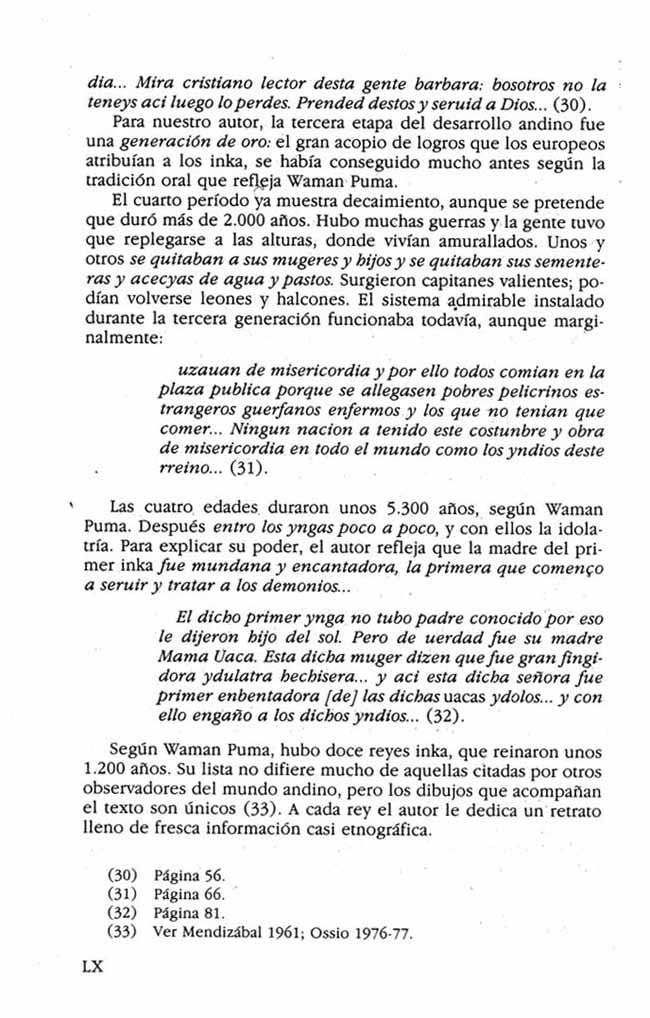 dia... Mira cristiano lector desta gente barbara: bosotros no la
teneys aci luego lo perdes. Prended destos y seruid a Dios... (30).
Para nuestro autor, la tercera etapa del desarrollo andino fue
una generación de oro: el gran acopio de logros que los europeos
atribuían a los inka, se había conseguido mucho antes según la
tradición oral que refleja Waman Puma.
El cuarto período ya muestra decaimiento, aunque se pretende
que duró más de 2.000 años. Hubo muchas guerras y la gente tuvo
que replegarse a las alturas, donde vivían amurallados. Unos y
otros se quitaban a sus mugeres y hijos y se quitaban sus semente-
ras y acecyas de agua y pastos. Surgieron capitanes valientes; po-
dían volverse leones y halcones. El sistema admirable instalado
durante la tercera generación funcionaba todavía, aunque margi-
nalmente:
uzauan de misericordia y por ello todos comian en la
plaza publica porque se allegasen pobres pelicrinos es-
trangeros guerfanos enfermos y los que no tenian que
comer... Ningun nacion a tenido este costunbre y obra
de misericordia en todo el mundo como los yndios deste
rreino... (31).
Las cuatro edades duraron unos 5.300 años, según Waman
Puma. Después entro los yngas poco a poco, y con ellos la idola-
tría. Para explicar su poder, el autor refleja que la madre del pri-
mer inka fue mundana y encantadora, la primera que començo
a seruir y tratar a los demonios...
El dicho primer ynga no tubo padre conocido por eso
le dijeron hijo del sol. Pero de uerdad fue su madre
Mama Uaca. Esta dicha muger dizen que fue gran fingi-
dora ydulatra hechisera... y aci esta dicha señora fue
primer enbentadora [de] las dichas uacas ydolos... y con
ello engaño a los dichos yndios... (32).
Según Waman Puma, hubo doce reyes inka, que reinaron unos
1.200 años. Su lista no difiere mucho de aquellas citadas por otros
observadores del mundo andino, pero los dibujos que acompañan
el texto son únicos (33). A cada rey el autor le dedica un retrato
lleno de fresca información casi etnográfica.
(30) Página 56.
(31) Página 66.
(32) Página 81.
(33) Ver Mendizábal 1961; Ossio 1976-77.
LX